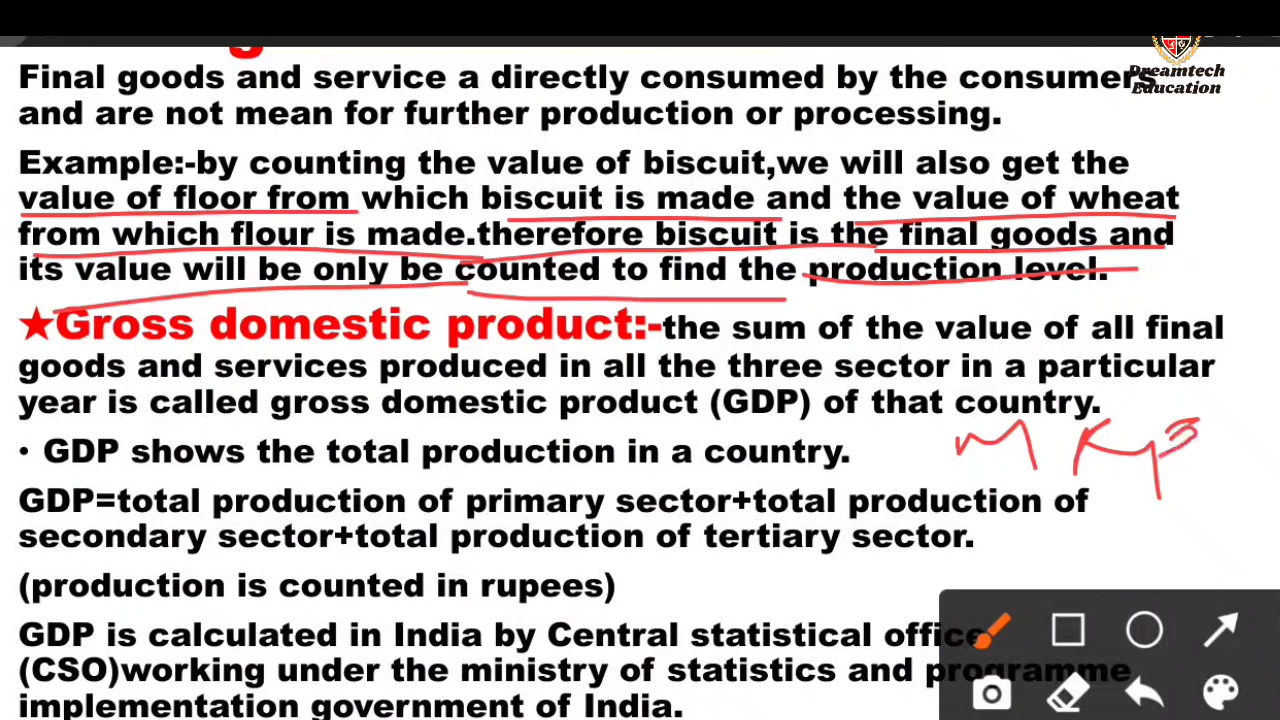 Dreamtech
Education
Final goods and service a directly consumed by the consumers
and are not mean for further production or processing.
Example:-by counting the value of biscuit,we will also get the
value of floor from which biscuit is made and the value of wheat
from which flour is made.therefore biscuit is the final goods and
its value will be only be counted to find the production level.
★Gross domestic product:-the sum of the value of all final
goods and services produced in all the three sector in a particular
year is called gross domestic product (GDP) of that country.
• GDP shows the total production in a country.
GDP=total production of primary sector+total production of
secondary sector+total production of tertiary sector.
(production is counted in rupees)
GDP is calculated in India by Central statistical office
(CSO)working under the ministry of statistics and programme
implementation government of India.